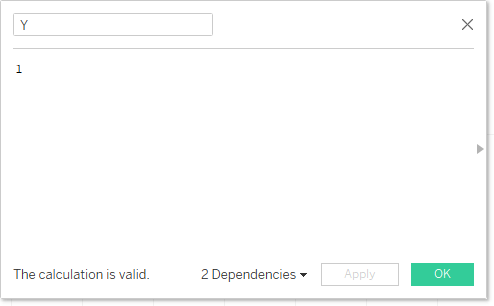 Y
1
The calculation is valid.
2 Dependencies
Apply
OK